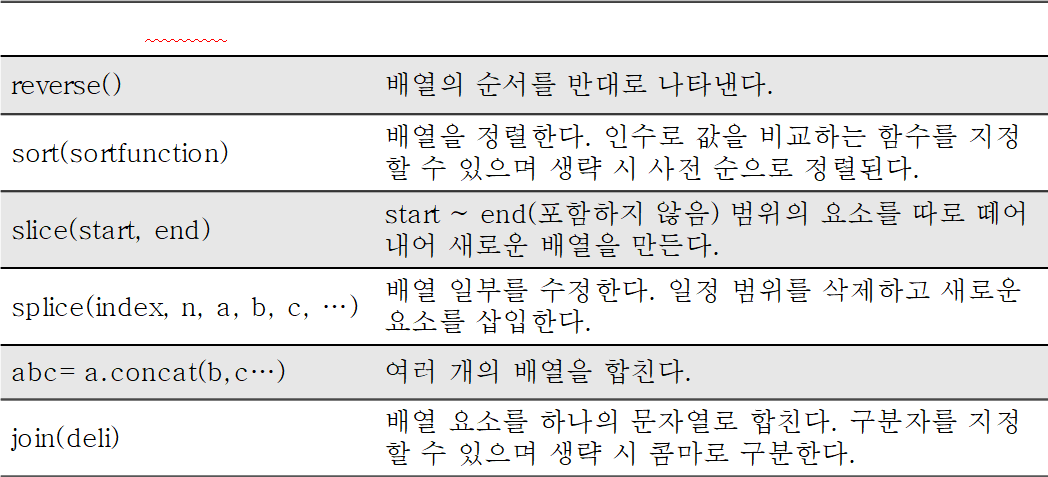 reverse()
배열의 순서를 반대로 나타낸다.
sort(sortfunction)
배열을 정렬한다. 인수로 값을 비교하는 함수를 지정
할 수 있으며 생략 시 사전 순으로 정렬된다.
slice(start, end)
start ~ end(포함하지 않음) 범위의 요소를 따로 떼어
내어 새로운 배열을 만든다.
splice(index, n, a, b, c, …)
배열 일부를 수정한다. 일정 범위를 삭제하고 새로운
요소를 삽입한다.
abc= a.concat(b,c…)
여러 개의 배열을 합친다.
join(deli)
배열 요소를 하나의 문자열로 합친다. 구분자를 지정
할 수 있으며 생략 시 콤마로 구분한다.